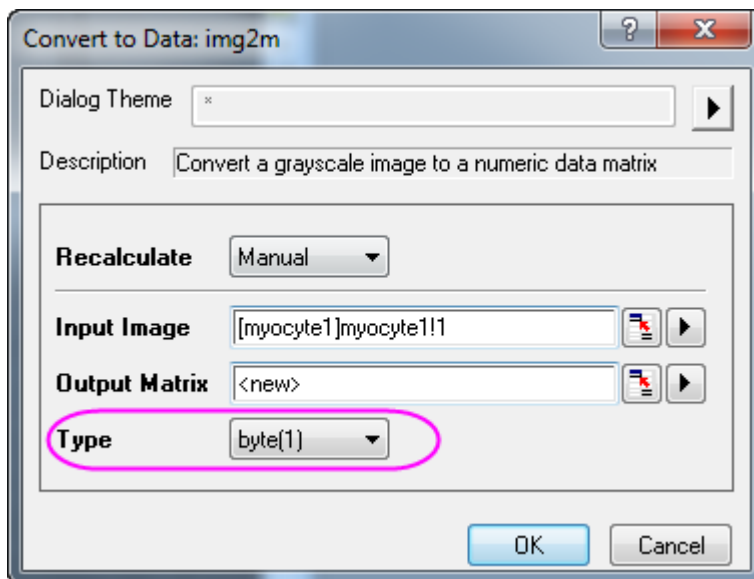 Convert to Data: img2m
Dialog Theme *
Description Convert a grayscale image to a numeric data matrix
Recalculate Manual
Input Image [myocyte1]myocyte1!1
Output Matrix <new>
Type byte(1)
OK Cancel